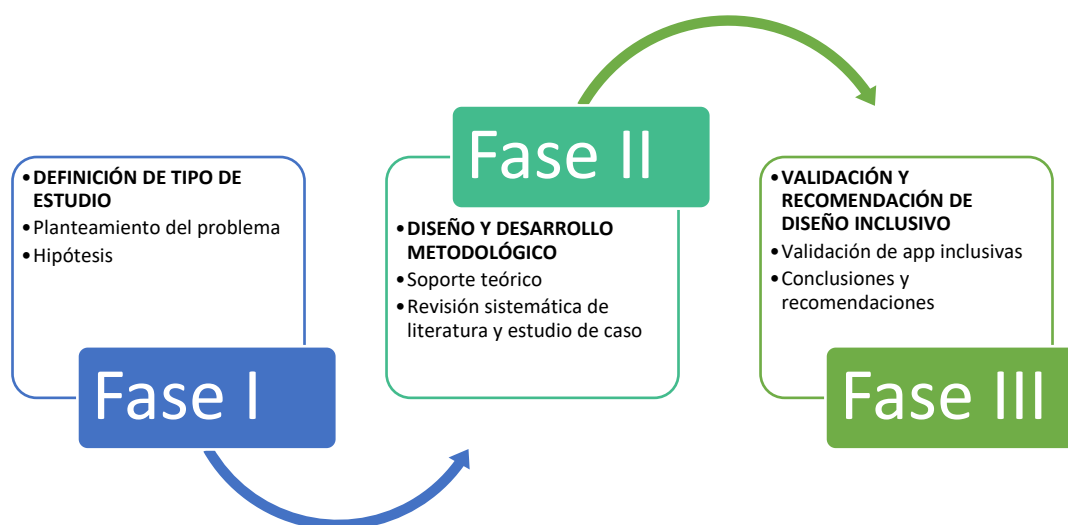 • DEFINICIÓN DE TIPO DE
ESTUDIO
• Planteamiento del problema
• Hipótesis
Fase I
Fase II
• DISEÑO Y DESARROLLO
METODOLÓGICO
• Soporte teórico
• Revisión sistemática de
literatura y estudio de caso
• VALIDACIÓN Y
RECOMENDACIÓN DE
DISEÑO INCLUSIVO
• Validación de app inclusivas
• Conclusiones y
recomendaciones
Fase III